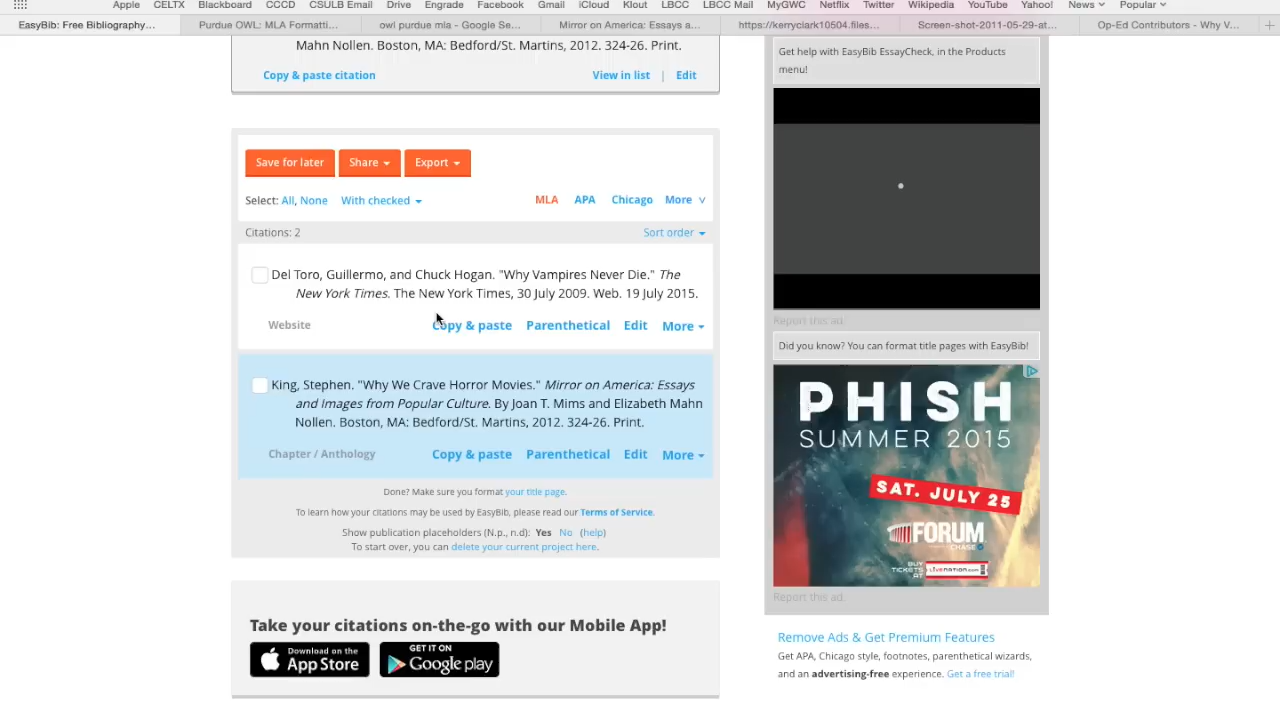 Apple CELTX Blackboard CCCD CSULB Email Drive Engrade Facebook Gmail iCloud Klout LBCC LBCC Mail MyGWC Netflix Twitter Wikipedia YouTube Yahoo! News Popular
EasyBib: Free Bibliography... Purdue OWL: MLA Formatti... owl purdue mla - Google Se... Mirror on America: Essays a... https://kerryclark10504.files... Screen-shot-2011-05-29-at... Op-Ed Contributors - Why V... +
Mahn Nollen. Boston, MA: Bedford/St. Martins, 2012. 324-26. Print.
Copy & paste citation View in list | Edit
Save for later Share Export
Select: All, None With checked MLA APA Chicago More
Citations: 2 Sort order
Del Toro, Guillermo, and Chuck Hogan. "Why Vampires Never Die." The
New York Times. The New York Times, 30 July 2009. Web. 19 July 2015.
Website Copy & paste Parenthetical Edit More
King, Stephen. "Why We Crave Horror Movies." Mirror on America: Essays
and Images from Popular Culture. By Joan T. Mims and Elizabeth Mahn
Nollen. Boston, MA: Bedford/St. Martins, 2012. 324-26. Print.
Chapter / Anthology Copy & paste Parenthetical Edit More
Done? Make sure you format your title page.
To learn how your citations may be used by EasyBib, please read our Terms of Service.
Show publication placeholders (N.p., n.d): Yes No (help)
To start over, you can delete your current project here.
Take your citations on-the-go with our Mobile App!
Download on the
App Store
GET IT ON
Google play
Get help with EasyBib EssayCheck, in the Products
menu!
Report this ad.
Did you know? You can format title pages with EasyBib!
PHISH
SUMMER 2015
SAT. JULY 25
FORUM
CHASE
BUY
TICKETS
AT
LIVENATION.com
Report this ad.
Remove Ads & Get Premium Features
Get APA, Chicago style, footnotes, parenthetical wizards,
and an advertising-free experience. Get a free trial!